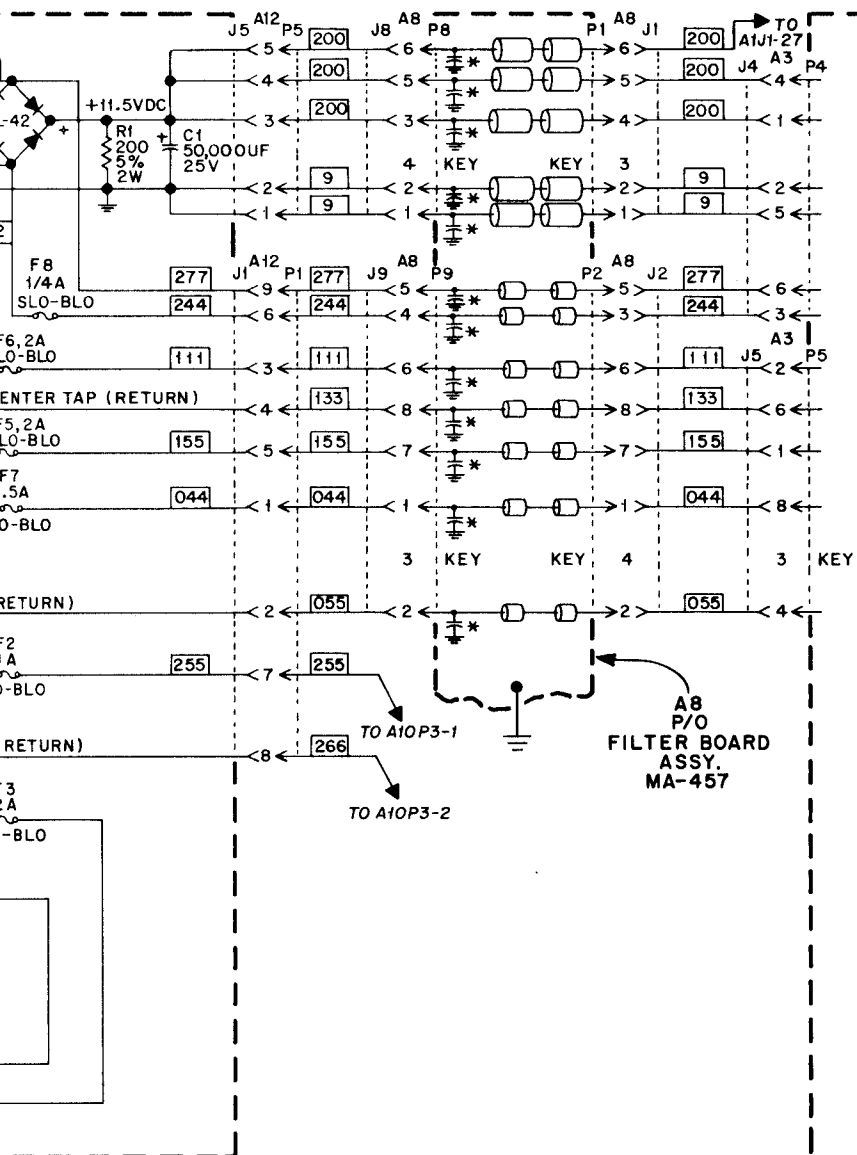 A12 A8 A8 TO
J5 P5 J8 P8 P1 J1 A1J1-27
5 200 6 6 200 A3
J4 P4
4 200 5 5 200 4
+11.5VDC
-42 + 3 200 4 200 1
R1 + C1
200 50,000UF
5% 25V
2W
4 KEY KEY 3
2 9 2 * 2 9 2
1 9 1 * 1 9 5
F8 A12 A8 A8
1/4A J1 P1 J9 P9 P2 J2
SLO-BLO
277 9 277 5 * 5 277 6
244 6 244 4 * 3 244 3
F6, 2A A3
LO-BLO J5 P5
111 3 111 6 * 6 111 2
ENTER TAP (RETURN) 4 133 8 * 8 133 6
F5, 2A
LO-BLO
155 5 155 7 * 7 155 1
F7
.5A
O-BLO
044 1 044 1 * 1 044 8
3 KEY KEY 4 3 KEY
RETURN) 2 055 2 * 2 055 4
F2
A
-BLO
255 7 255
TO A10P3-1
RETURN) 8 266
TO A10P3-2
A8
P/O
FILTER BOARD
ASSY.
MA-457
2A
-BLO